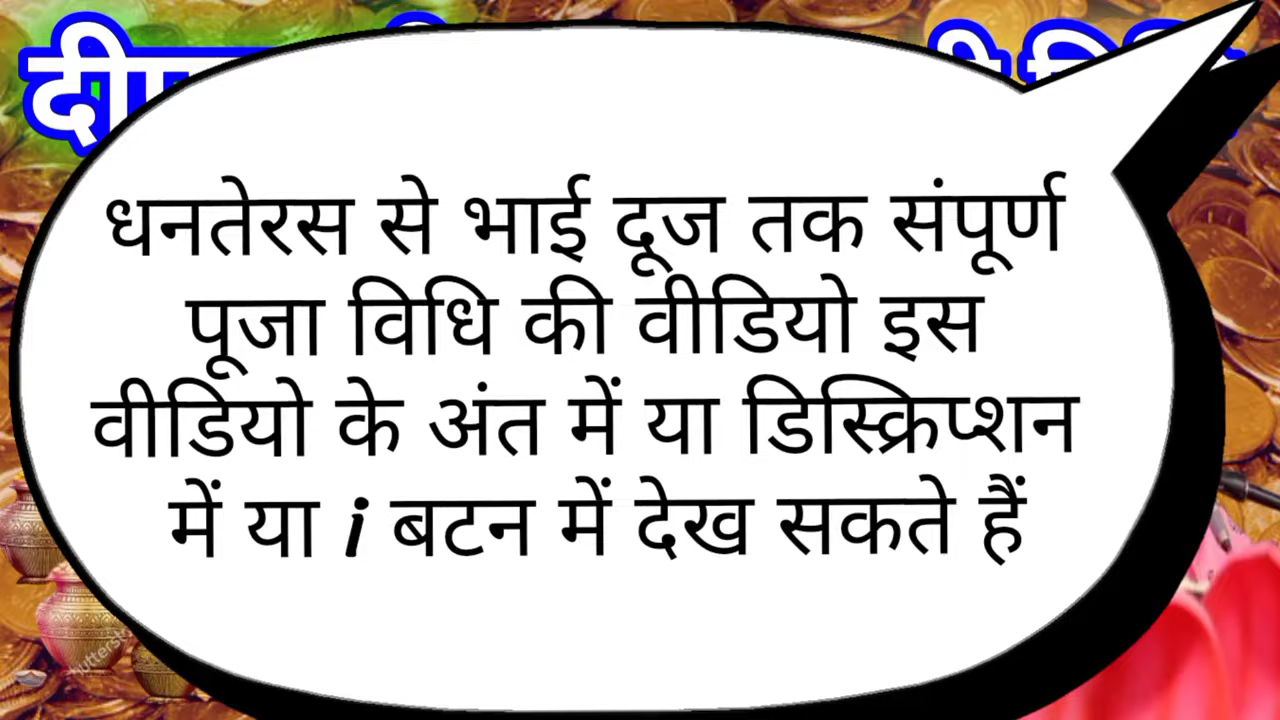 धनतेरस से भाई दूज तक संपूर्ण
पूजा विधि की वीडियो इस
वीडियो के अंत में या डिस्क्रिप्शन
में या i बटन में देख सकते हैं